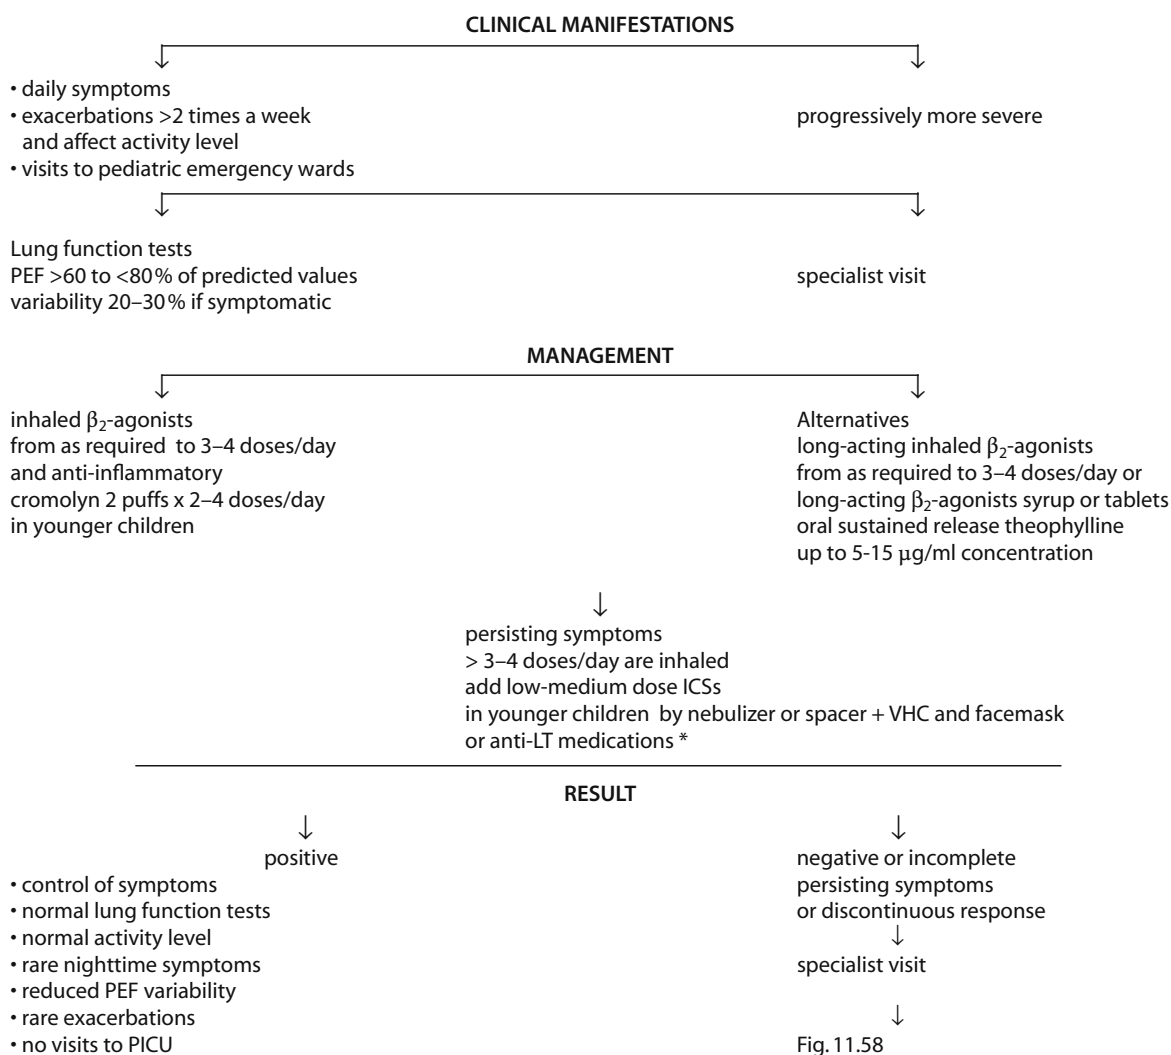 CLINICAL MANIFESTATIONS
• daily symptoms
• exacerbations >2 times a week
and affect activity level
• visits to pediatric emergency wards
progressively more severe
Lung function tests
PEF >60 to <80% of predicted values
variability 20–30% if symptomatic
specialist visit
MANAGEMENT
inhaled β₂-agonists
from as required to 3–4 doses/day
and anti-inflammatory
cromolyn 2 puffs x 2–4 doses/day
in younger children
Alternatives
long-acting inhaled β₂-agonists
from as required to 3–4 doses/day or
long-acting β₂-agonists syrup or tablets
oral sustained release theophylline
up to 5-15 μg/ml concentration
persisting symptoms
> 3–4 doses/day are inhaled
add low-medium dose ICSs
in younger children by nebulizer or spacer + VHC and facemask
or anti-LT medications *
RESULT
positive
• control of symptoms
• normal lung function tests
• normal activity level
• rare nighttime symptoms
• reduced PEF variability
• rare exacerbations
• no visits to PICU
negative or incomplete
persisting symptoms
or discontinuous response
specialist visit
Fig. 11.58